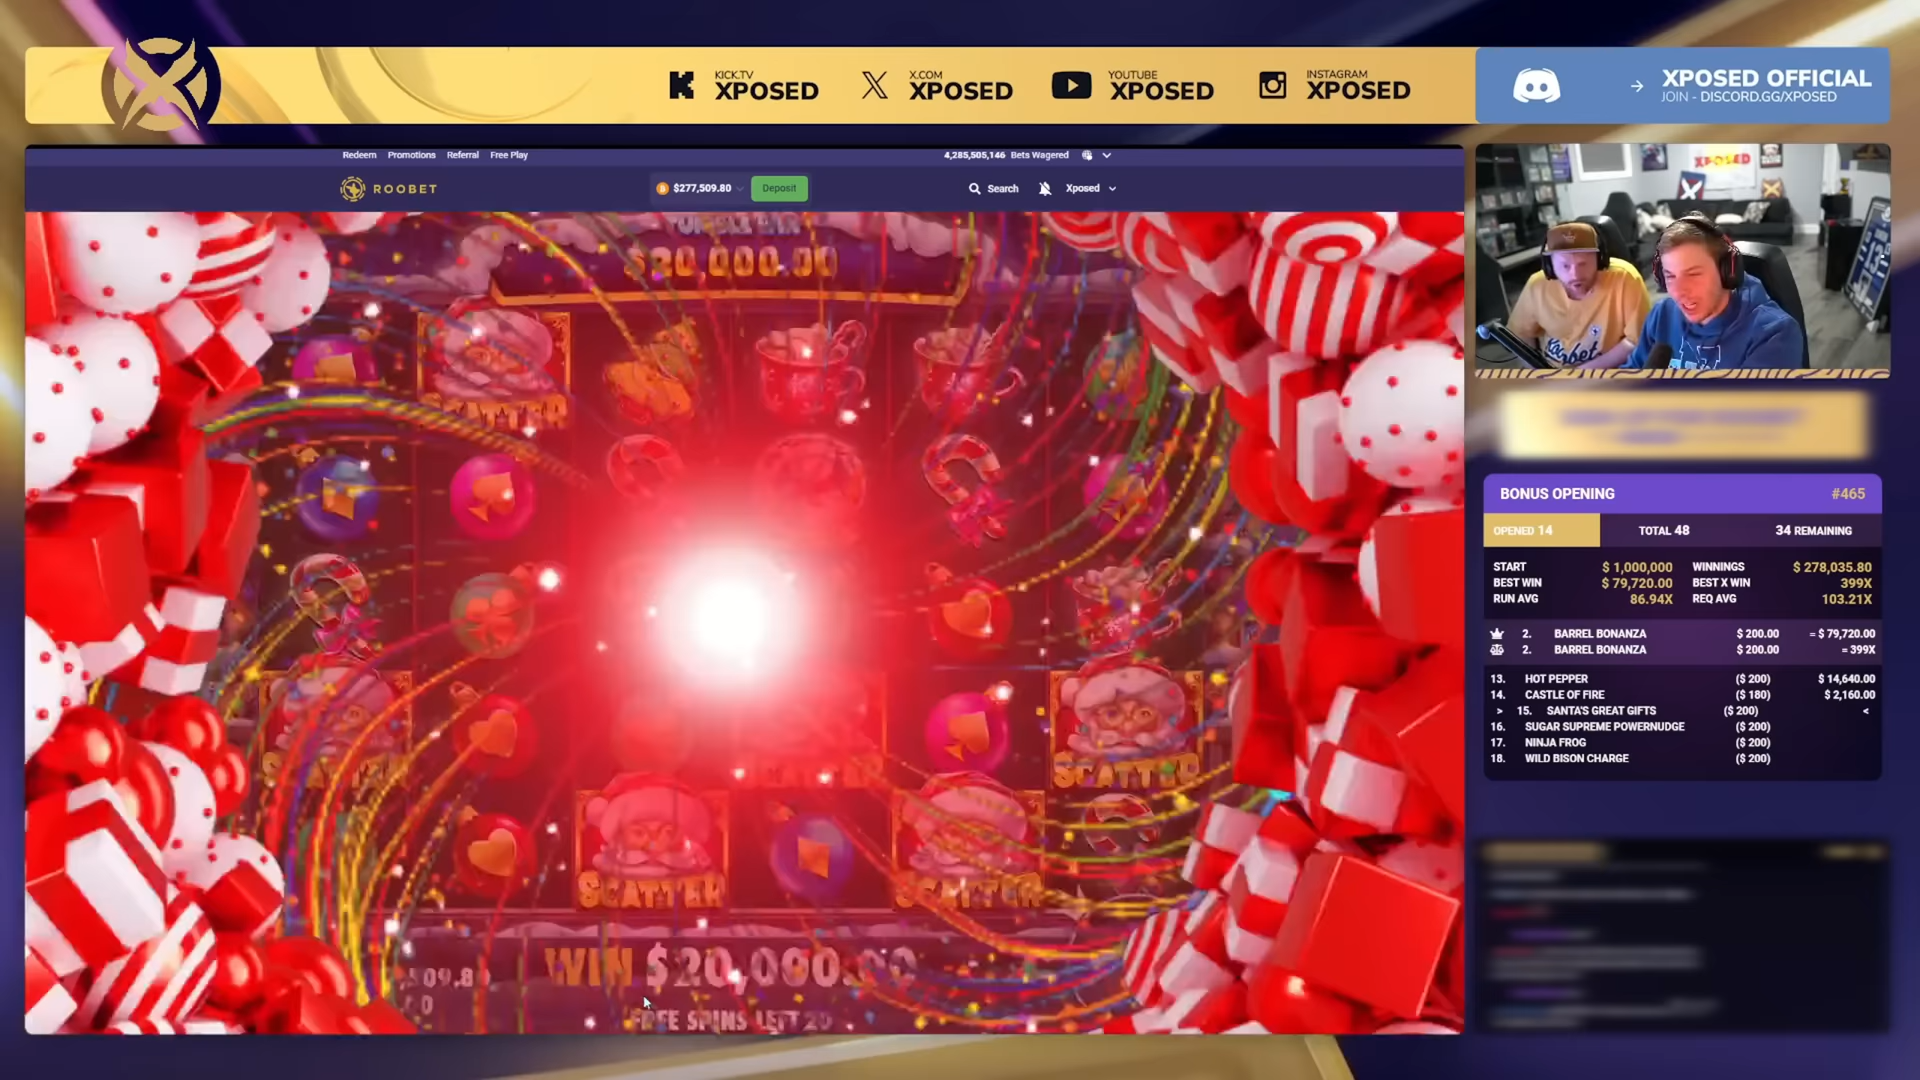 KICK.TV
XPOSED
X.COM
XPOSED
YOUTUBE
XPOSED
INSTAGRAM
XPOSED
XPOSED OFFICIAL
JOIN - DISCORD.GG/XPOSED
Redeem Promotions Referral Free Play
4,285,505,146 Bets Wagered
ROOBET
$277,509.80
Deposit
Search
Xposed
$20,000.00
SCATTER
SCATTER
SCATTER
SCATTER
SCATTER
WIN $20,000.00
FREE SPINS LEFT 20
XPOSED
BONUS OPENING #465
OPENED 14 TOTAL 48 34 REMAINING
START $ 1,000,000 WINNINGS $ 278,035.80
BEST WIN $ 79,720.00 BEST X WIN 399X
RUN AVG 86.94X REQ AVG 103.21X
2. BARREL BONANZA $ 200.00 = $ 79,720.00
2. BARREL BONANZA $ 200.00 = 399X
13. HOT PEPPER ($ 200) $ 14,640.00
14. CASTLE OF FIRE ($ 180) $ 2,160.00
> 15. SANTA'S GREAT GIFTS ($ 200) <
16. SUGAR SUPREME POWERNUDGE ($ 200)
17. NINJA FROG ($ 200)
18. WILD BISON CHARGE ($ 200)